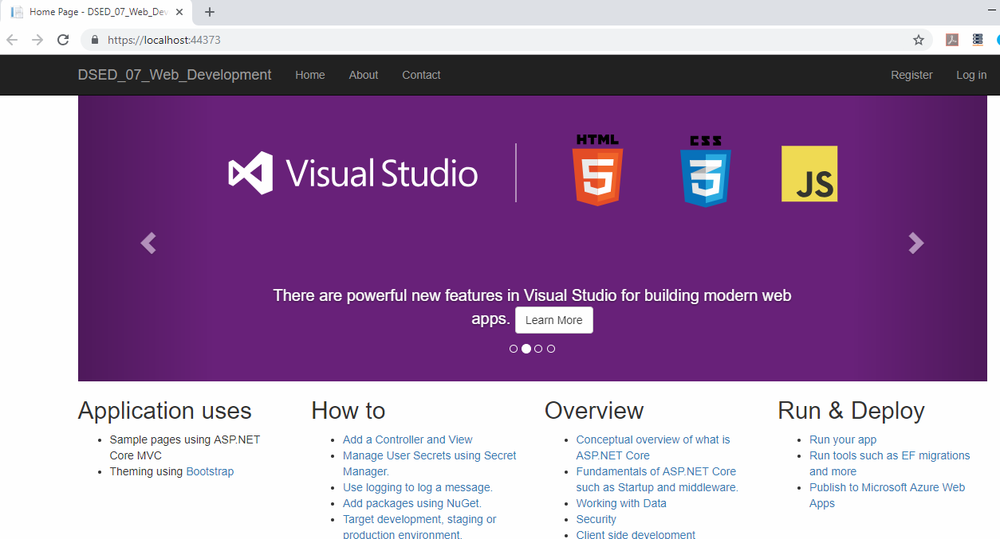 Home Page - DSED_07_Web_Dev
https://localhost:44373
DSED_07_Web_Development Home About Contact Register Log in
Visual Studio HTML 5 CSS 3 JS
There are powerful new features in Visual Studio for building modern web
apps. Learn More
Application uses
Sample pages using ASP.NET
Core MVC
Theming using Bootstrap
How to
Add a Controller and View
Manage User Secrets using Secret
Manager.
Use logging to log a message.
Add packages using NuGet.
Target development, staging or
production environment.
Overview
Conceptual overview of what is
ASP.NET Core
Fundamentals of ASP.NET Core
such as Startup and middleware.
Working with Data
Security
Client side development
Run & Deploy
Run your app
Run tools such as EF migrations
and more
Publish to Microsoft Azure Web
Apps